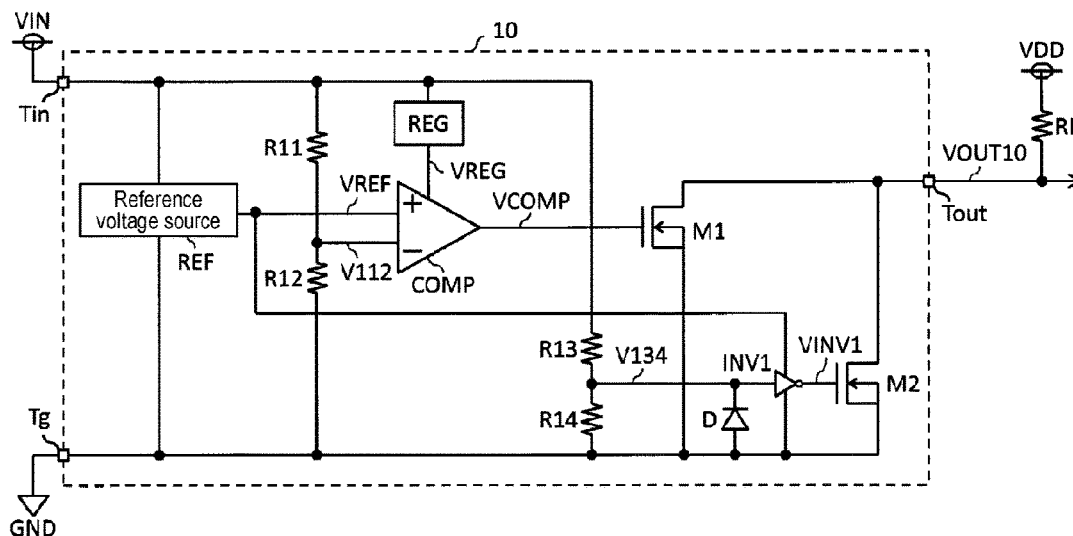 VIN
10
VDD
Tin
REG
R11
VREG
VREF
VCOMP
VOUT10
Reference
voltage source
REF
+
−
M1
Tout
R12
V112
COMP
R13
V134
INV1
VINV1
M2
R14
D
Tg
GND